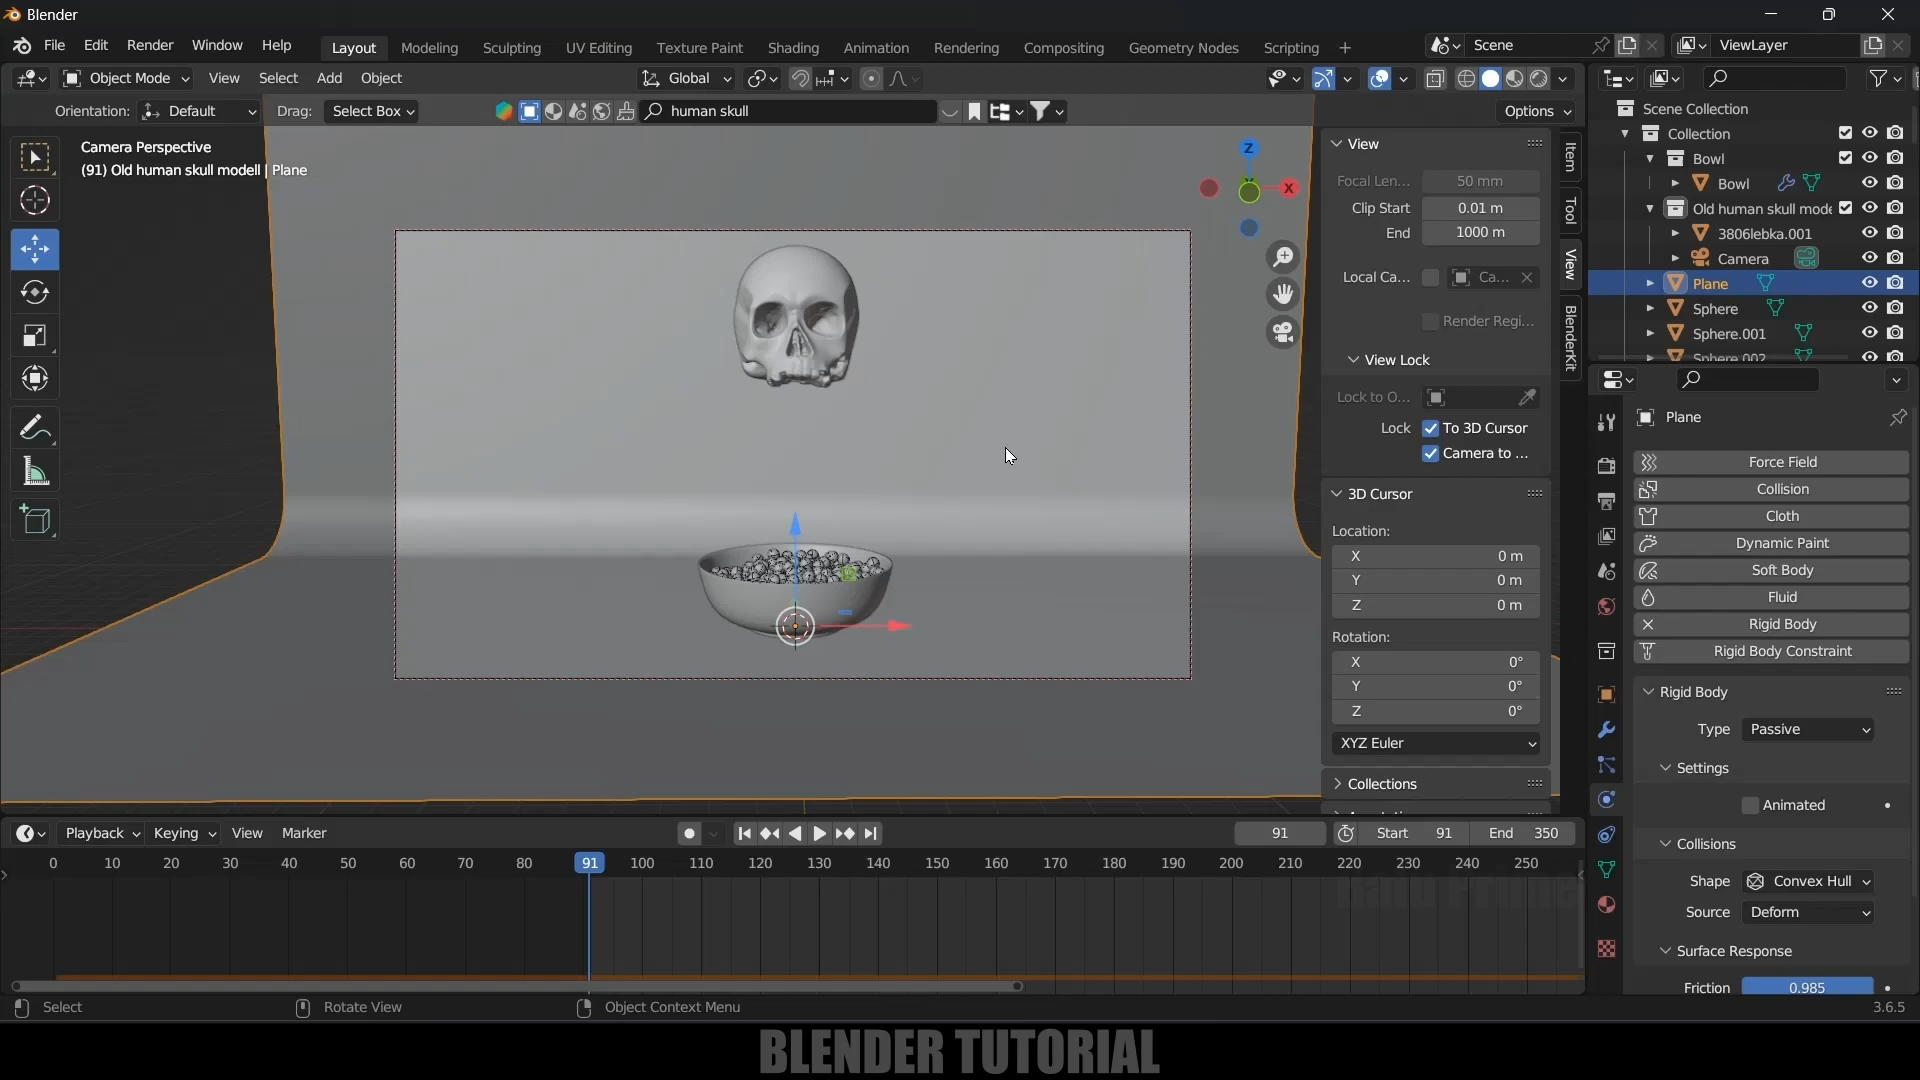 Blender
File Edit Render Window Help Layout Modeling Sculpting UV Editing Texture Paint Shading Animation Rendering Compositing Geometry Nodes Scripting + Scene ViewLayer
Object Mode View Select Add Object Global
Orientation: Default Drag: Select Box human skull Options
Camera Perspective
(91) Old human skull modell | Plane
Z
X
View
Focal Len... 50 mm
Clip Start 0.01 m
End 1000 m
Local Ca... Ca...
Render Regi...
View Lock
Lock to O...
Lock To 3D Cursor
Camera to ...
3D Cursor
Location:
X 0 m
Y 0 m
Z 0 m
Rotation:
X 0°
Y 0°
Z 0°
XYZ Euler
Collections
Item
Tool
View
BlenderKit
Scene Collection
Collection
Bowl
Bowl
Old human skull mode
3806lebka.001
Camera
Plane
Sphere
Sphere.001
Sphere.002
Plane
Force Field
Collision
Cloth
Dynamic Paint
Soft Body
Fluid
Rigid Body
Rigid Body Constraint
Rigid Body
Type Passive
Settings
Animated
Collisions
Shape Convex Hull
Source Deform
Surface Response
Friction 0.985
Playback Keying View Marker 91 Start 91 End 350
0 10 20 30 40 50 60 70 80 91 100 110 120 130 140 150 160 170 180 190 200 210 220 230 240 250
Select Rotate View Object Context Menu 3.6.5
BLENDER TUTORIAL